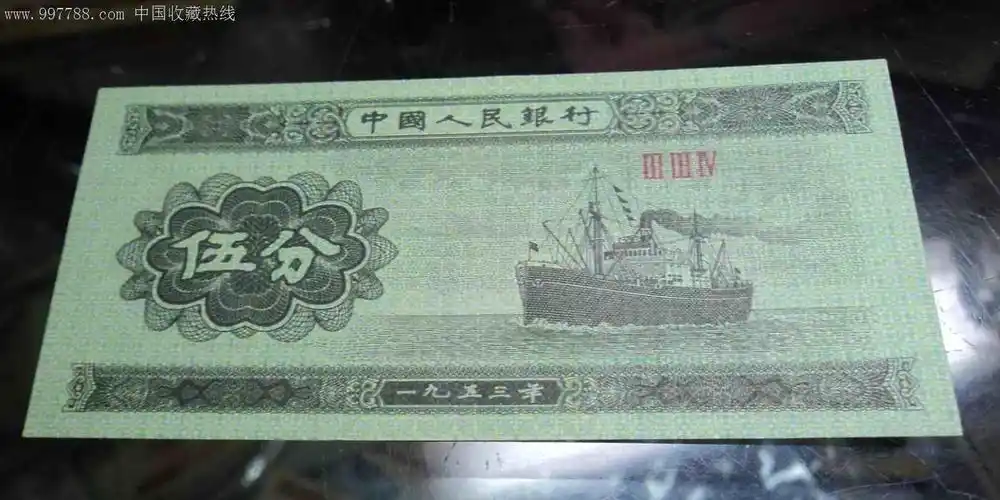 www.997788.com 中国收藏热线
中國人民銀行
III III IV
伍分
一九五三年